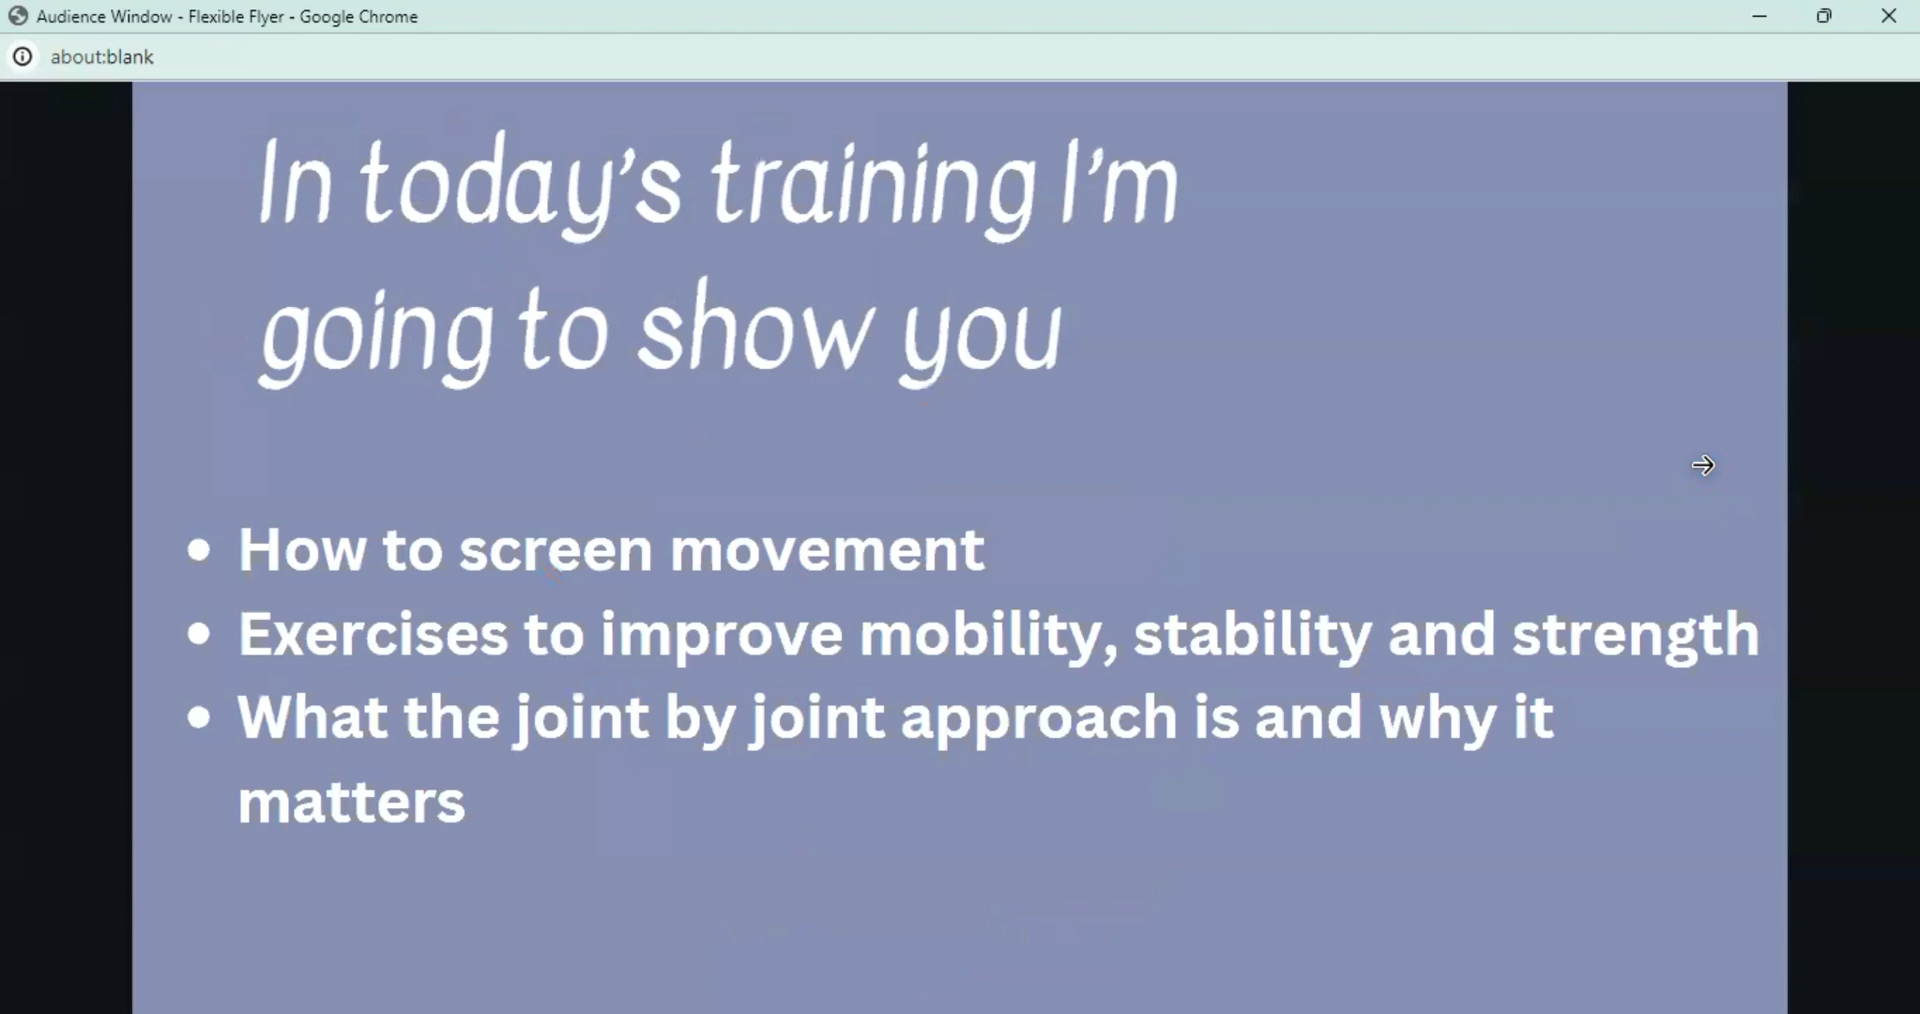 Audience Window - Flexible Flyer - Google Chrome
about:blank
In today's training I'm
going to show you
• How to screen movement
• Exercises to improve mobility, stability and strength
• What the joint by joint approach is and why it
matters